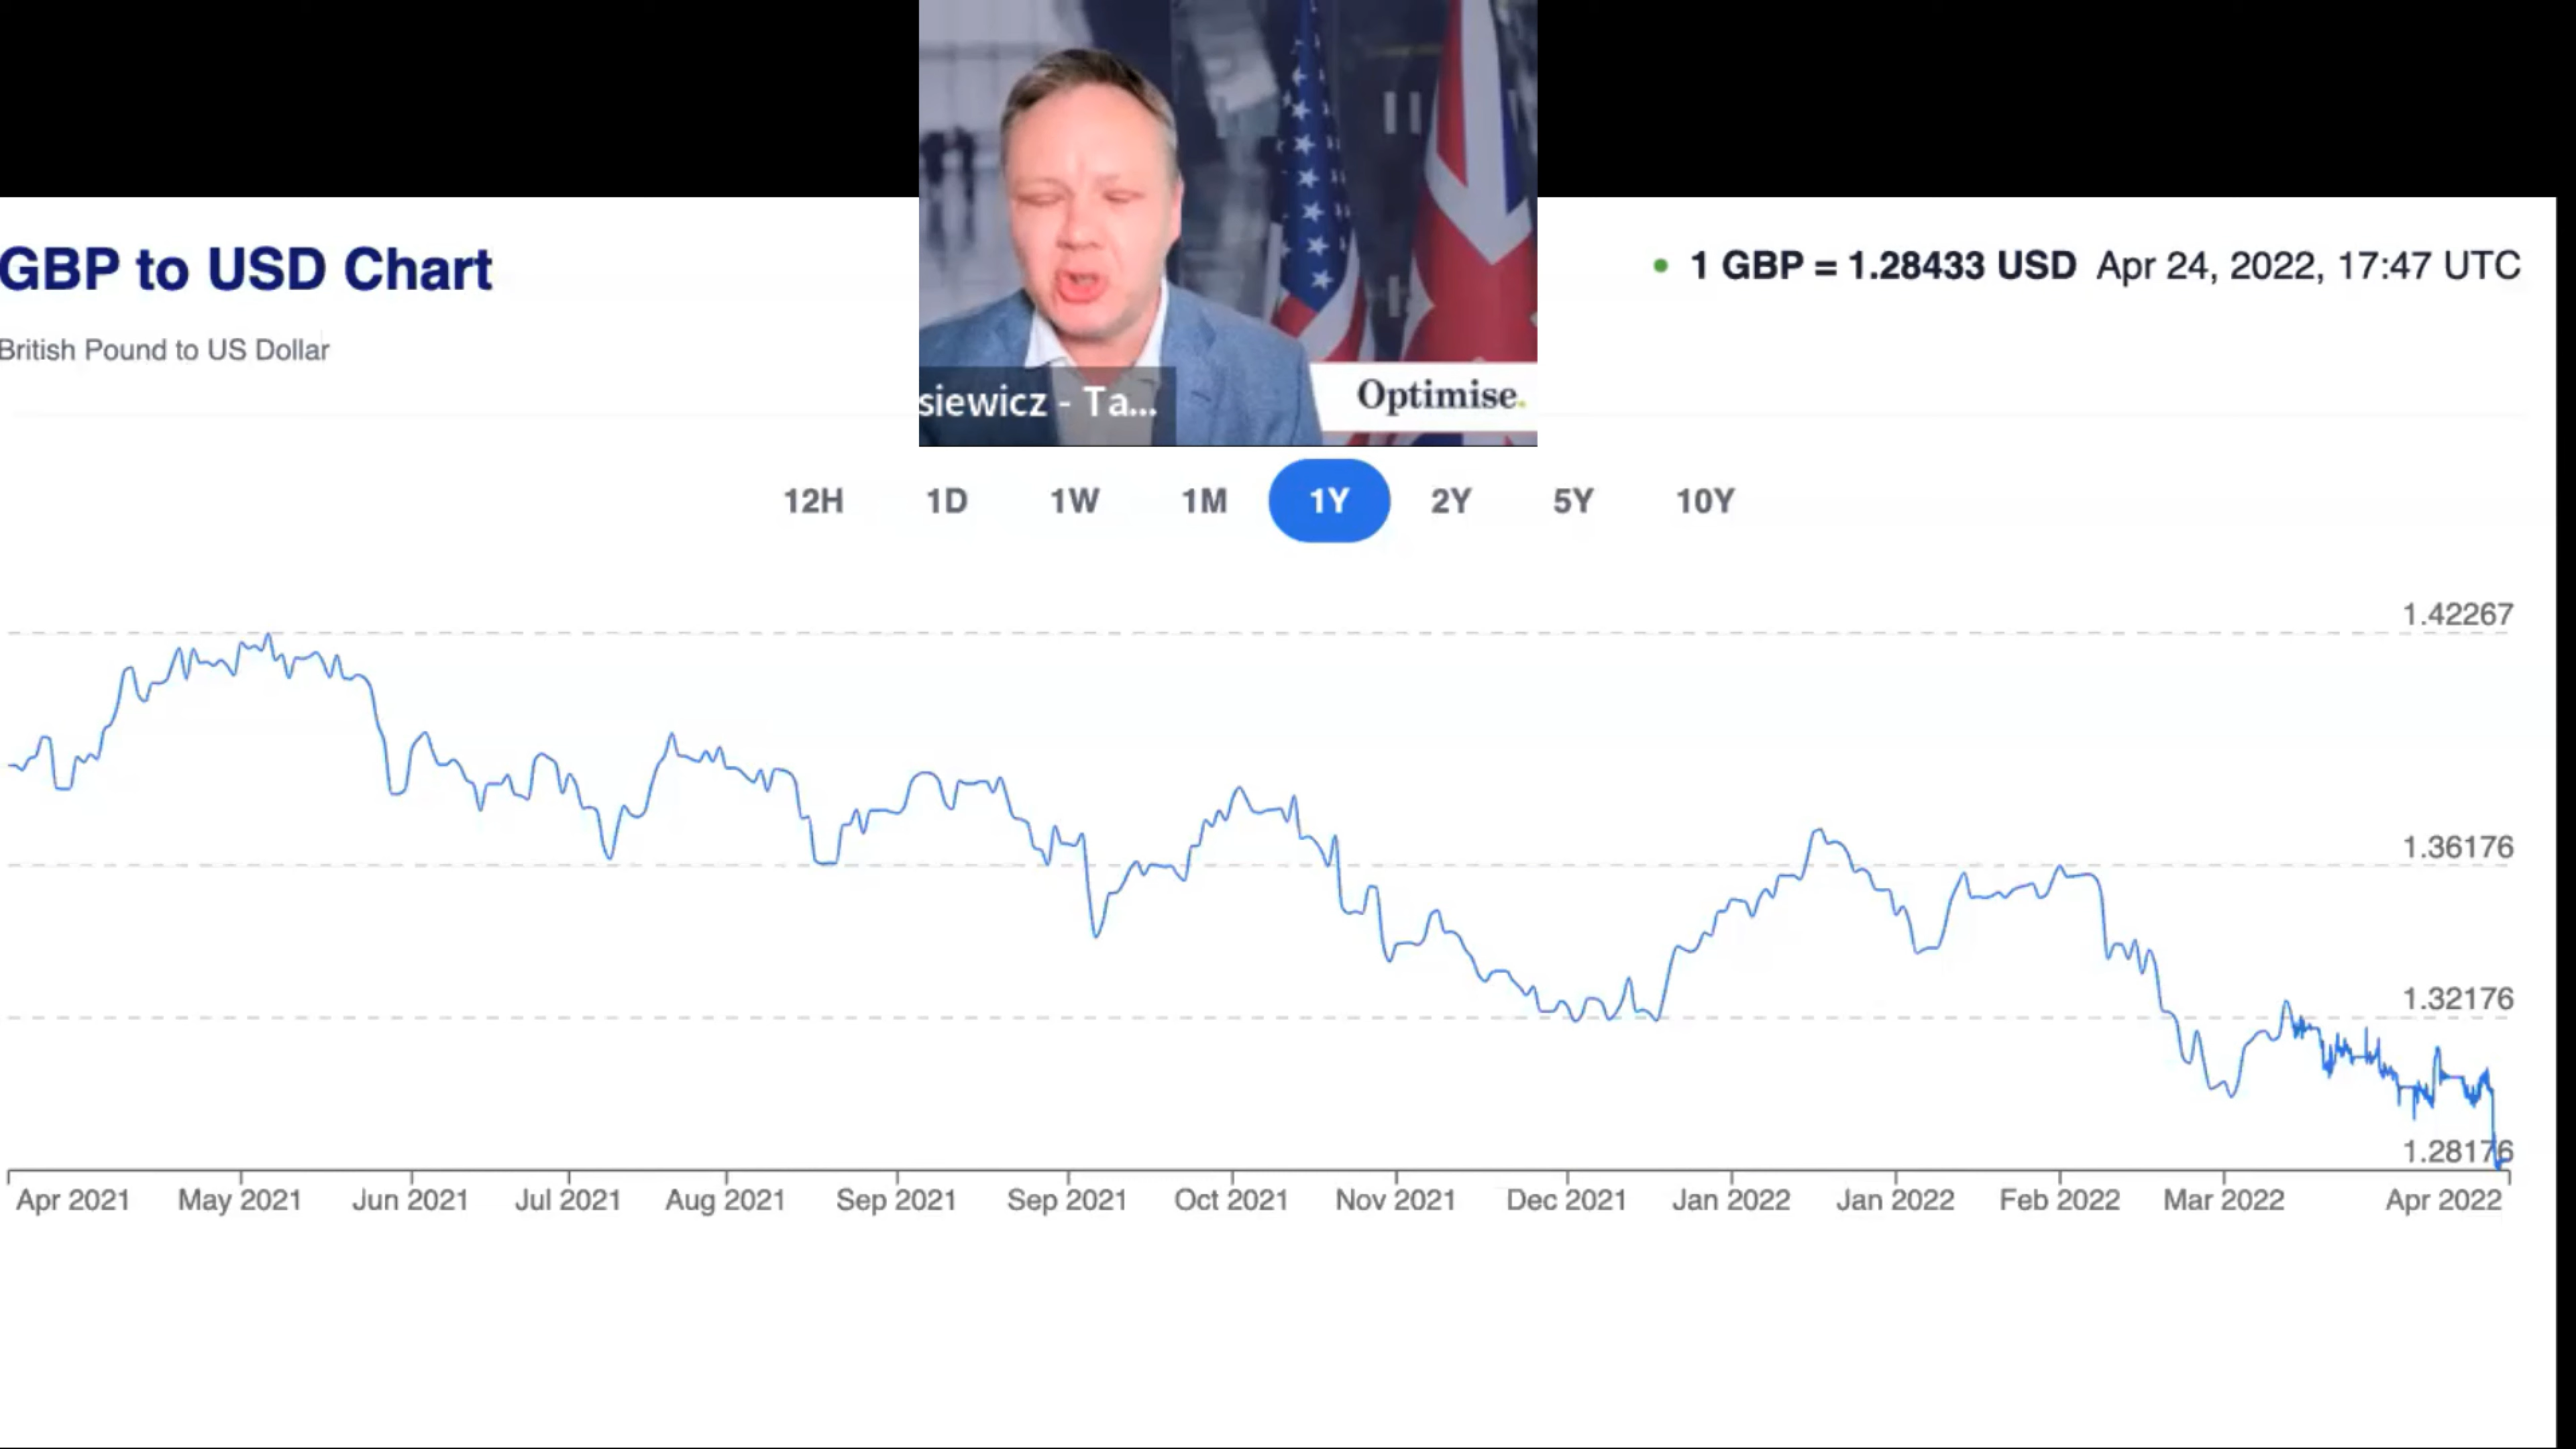 GBP to USD Chart
1 GBP = 1.28433 USD Apr 24, 2022, 17:47 UTC
British Pound to US Dollar
siewicz - Ta...
Optimise.
12H 1D 1W 1M 1Y 2Y 5Y 10Y
1.42267
1.36176
1.32176
1.28176
Apr 2021 May 2021 Jun 2021 Jul 2021 Aug 2021 Sep 2021 Sep 2021 Oct 2021 Nov 2021 Dec 2021 Jan 2022 Jan 2022 Feb 2022 Mar 2022 Apr 2022